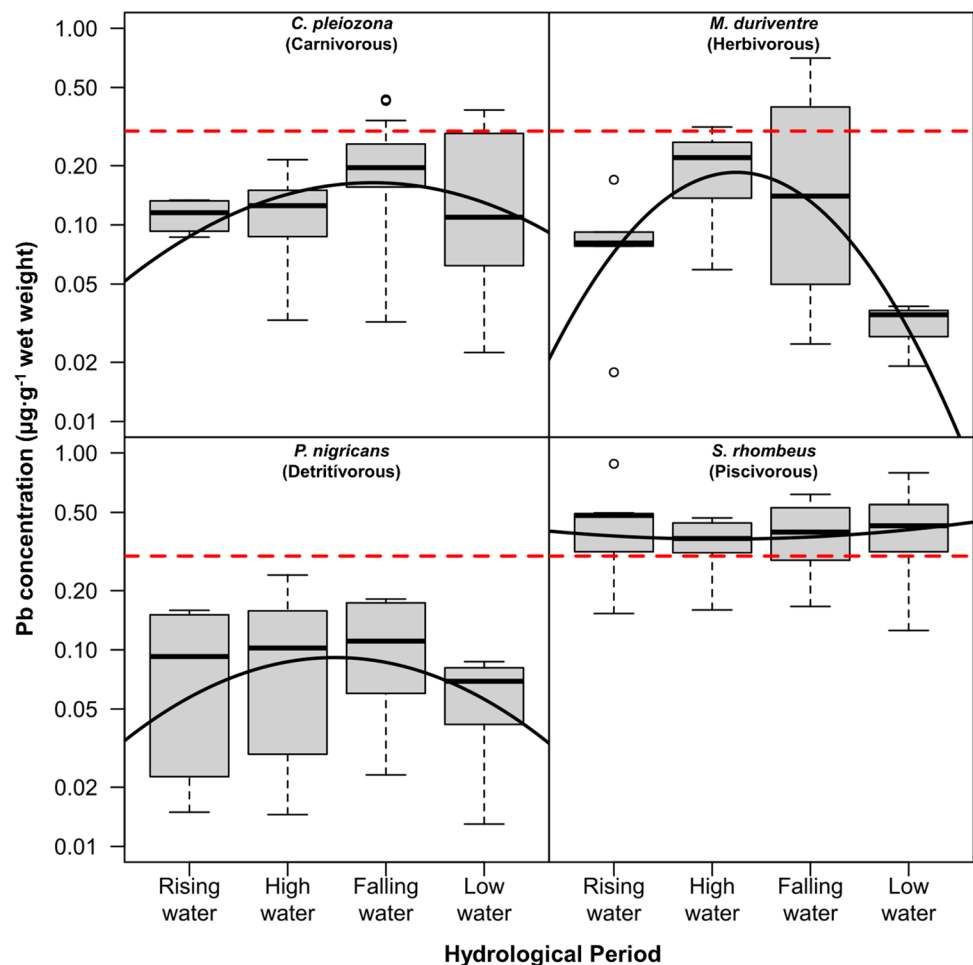 C. pleiozona
(Carnivorous)
M. duriventre
(Herbivorous)
1.00
0.50
0.20
0.10
0.05
0.02
0.01
P. nigricans
(Detritivorous)
S. rhombeus
(Piscivorous)
1.00
0.50
0.20
0.10
0.05
0.02
0.01
Pb concentration (µg·g⁻¹ wet weight)
Rising
water
High
water
Falling
water
Low
water
Rising
water
High
water
Falling
water
Low
water
Hydrological Period